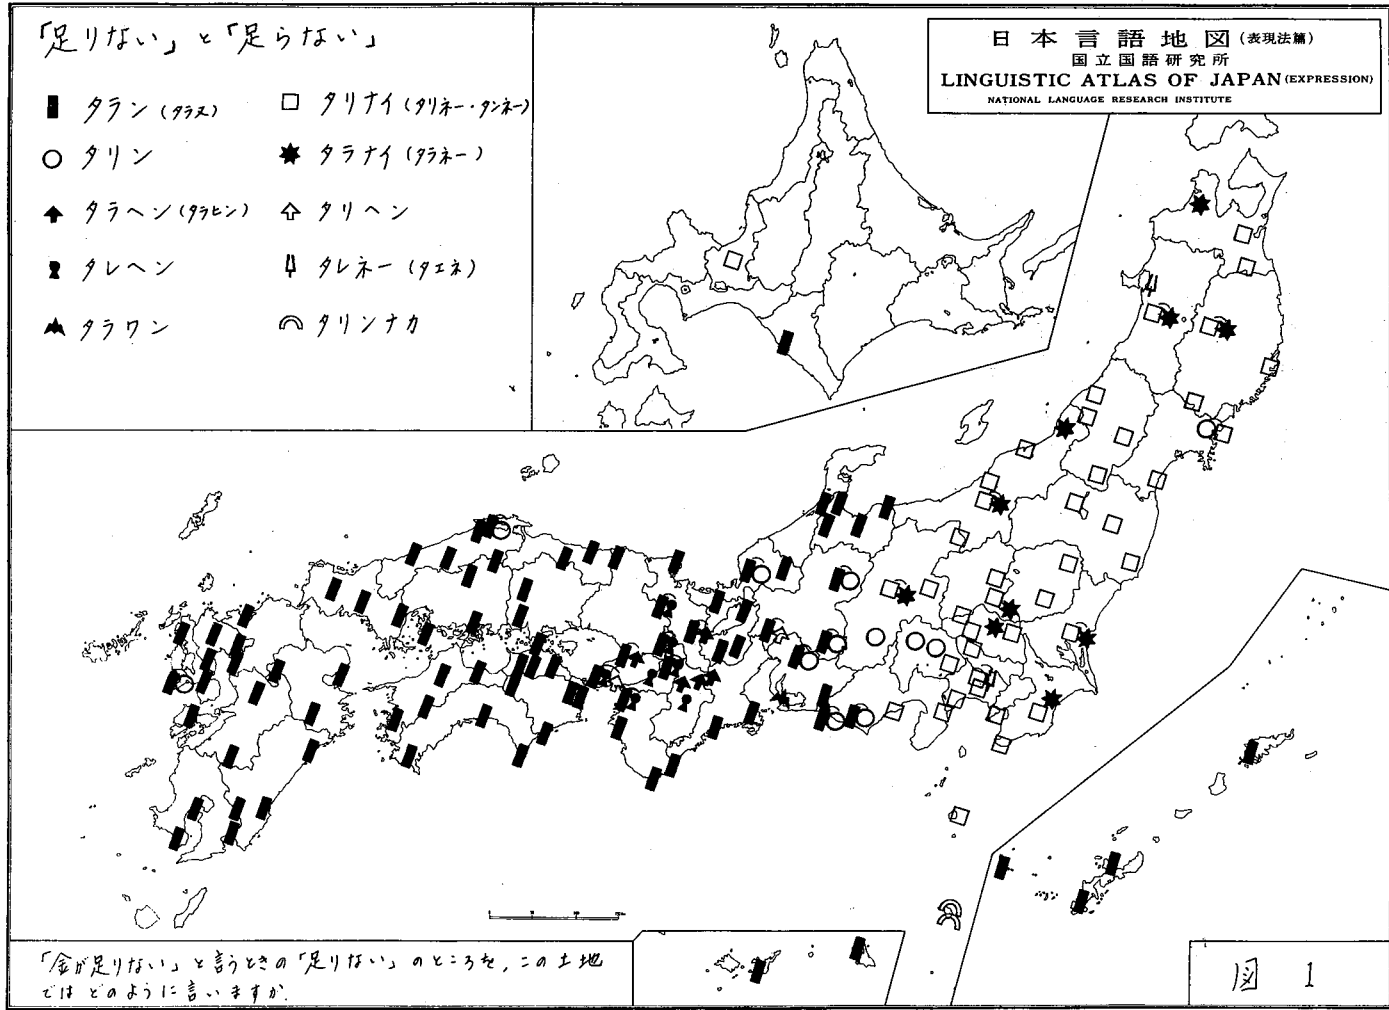 「足りない」と「足らない」
タラン(タラヌ)
タリン
タラヘン(タラヒン)
タレヘン
タラワン
タリナイ(タリネー・タンネー)
タラナイ(タラネー)
タリヘン
タレネー(タエネ)
タリンナカ
日本言語地図(表現法篇)
国立国語研究所
LINGUISTIC ATLAS OF JAPAN (EXPRESSION)
NATIONAL LANGUAGE RESEARCH INSTITUTE
「金が足りない」と言うときの「足りない」のところを,この土地
ではどのように言いますか.
図 1